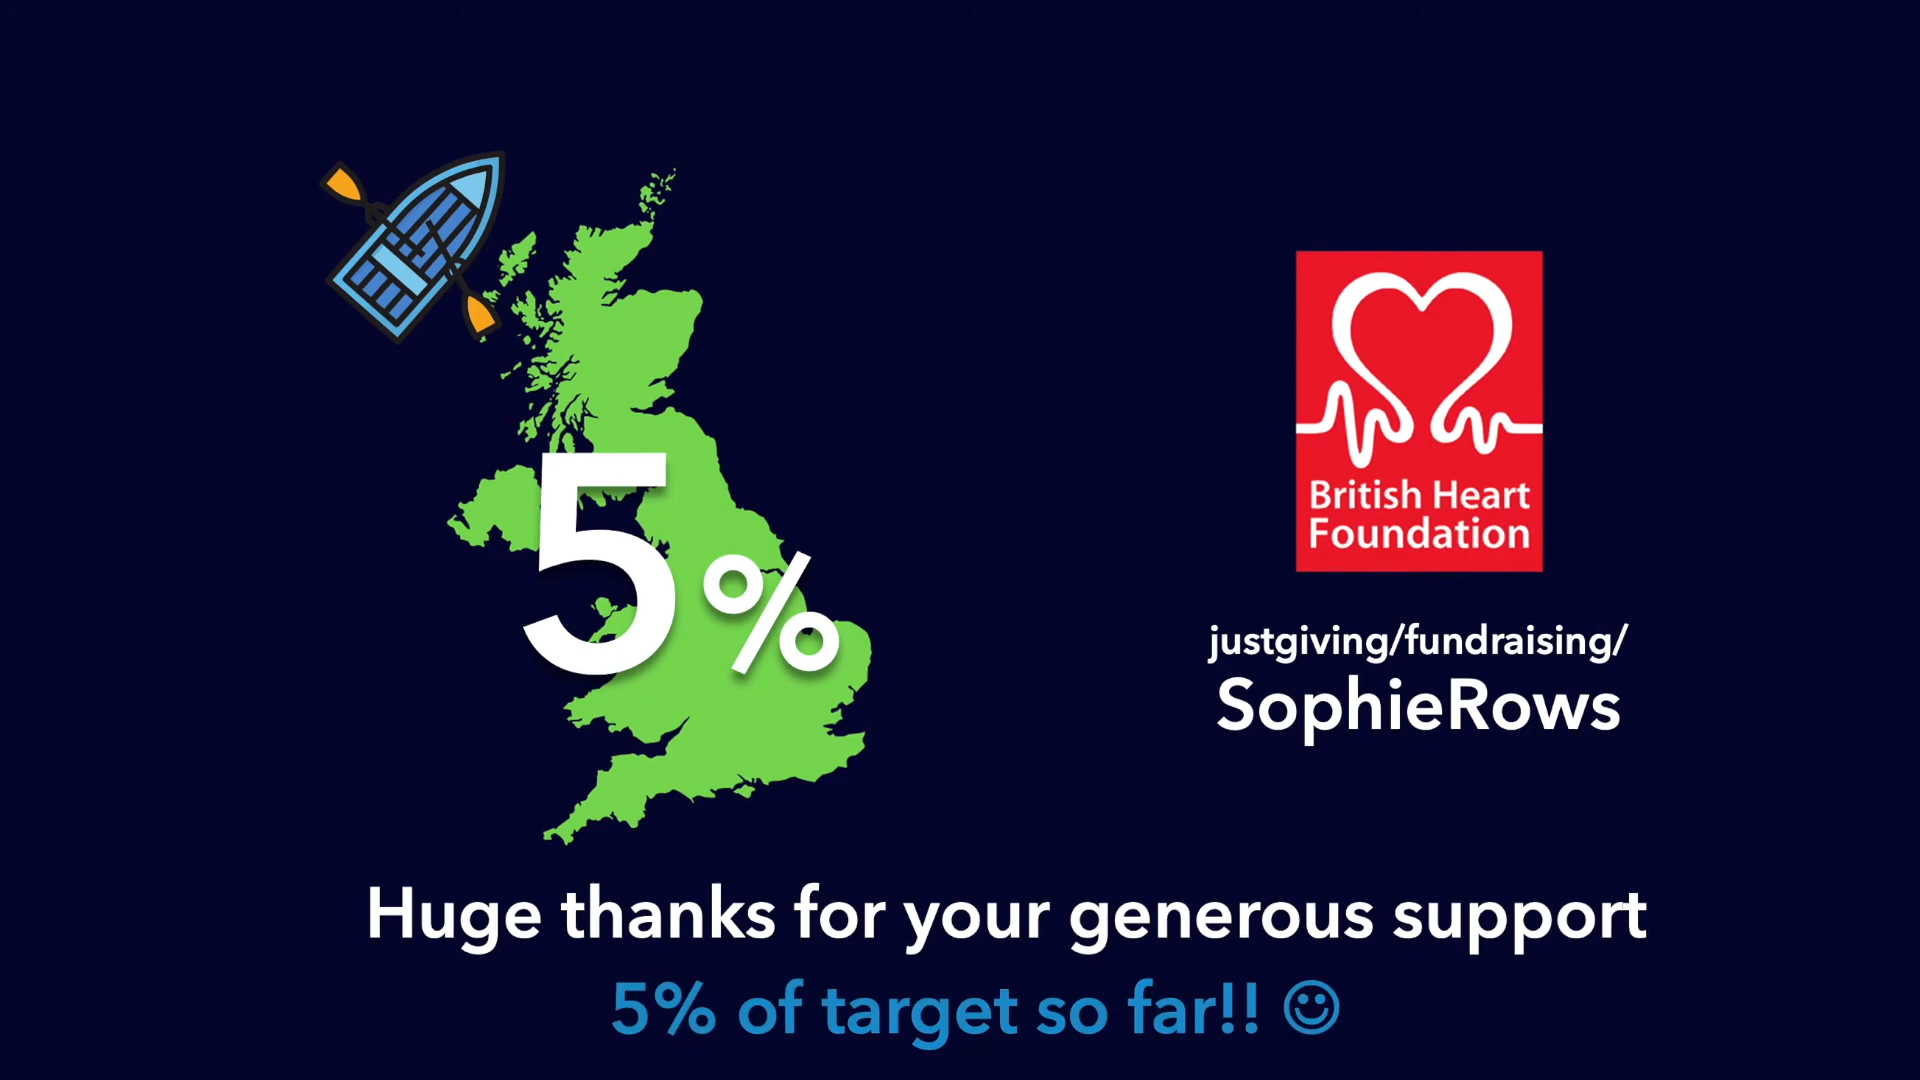 5%
British Heart
Foundation
justgiving/fundraising/
SophieRows
Huge thanks for your generous support
5% of target so far!! ☺